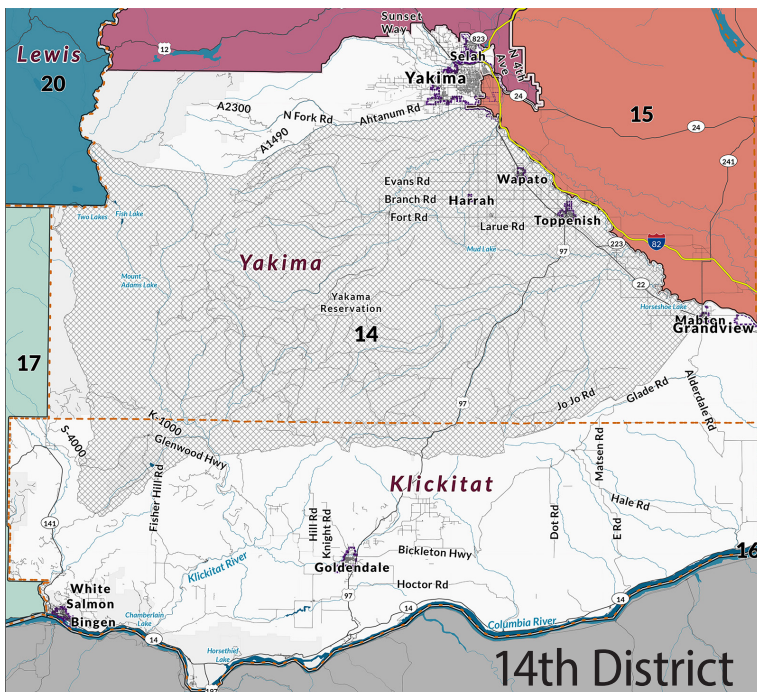 Sunset
Way
12
823
Lewis
20
Selah
N 4th
Ave
Yakima
24
A2300
N Fork Rd
Ahtanum Rd
A1490
15
24
241
Evans Rd
Wapato
Branch Rd
Harrah
Fort Rd
Toppenish
Larue Rd
Two Lakes
Fish Lake
Mud Lake
97
223
82
Yakima
Mount
Adams Lake
22
Yakama
Reservation
Horseshoe Lake
14
Mabton
Grandview
17
97
Jo Jo Rd
Glade Rd
Alderdale Rd
K-1000
S-4000
Glenwood Hwy
Matsen Rd
Klickitat
Fisher Hill Rd
Hill Rd
Knight Rd
Dot Rd
Hale Rd
E Rd
141
Bickleton Hwy
16
Klickitat River
Goldendale
Hoctor Rd
White
Salmon
Bingen
97
14
14
Chamberlain
Lake
Columbia River
14
Horsethief
Lake
197
14th District